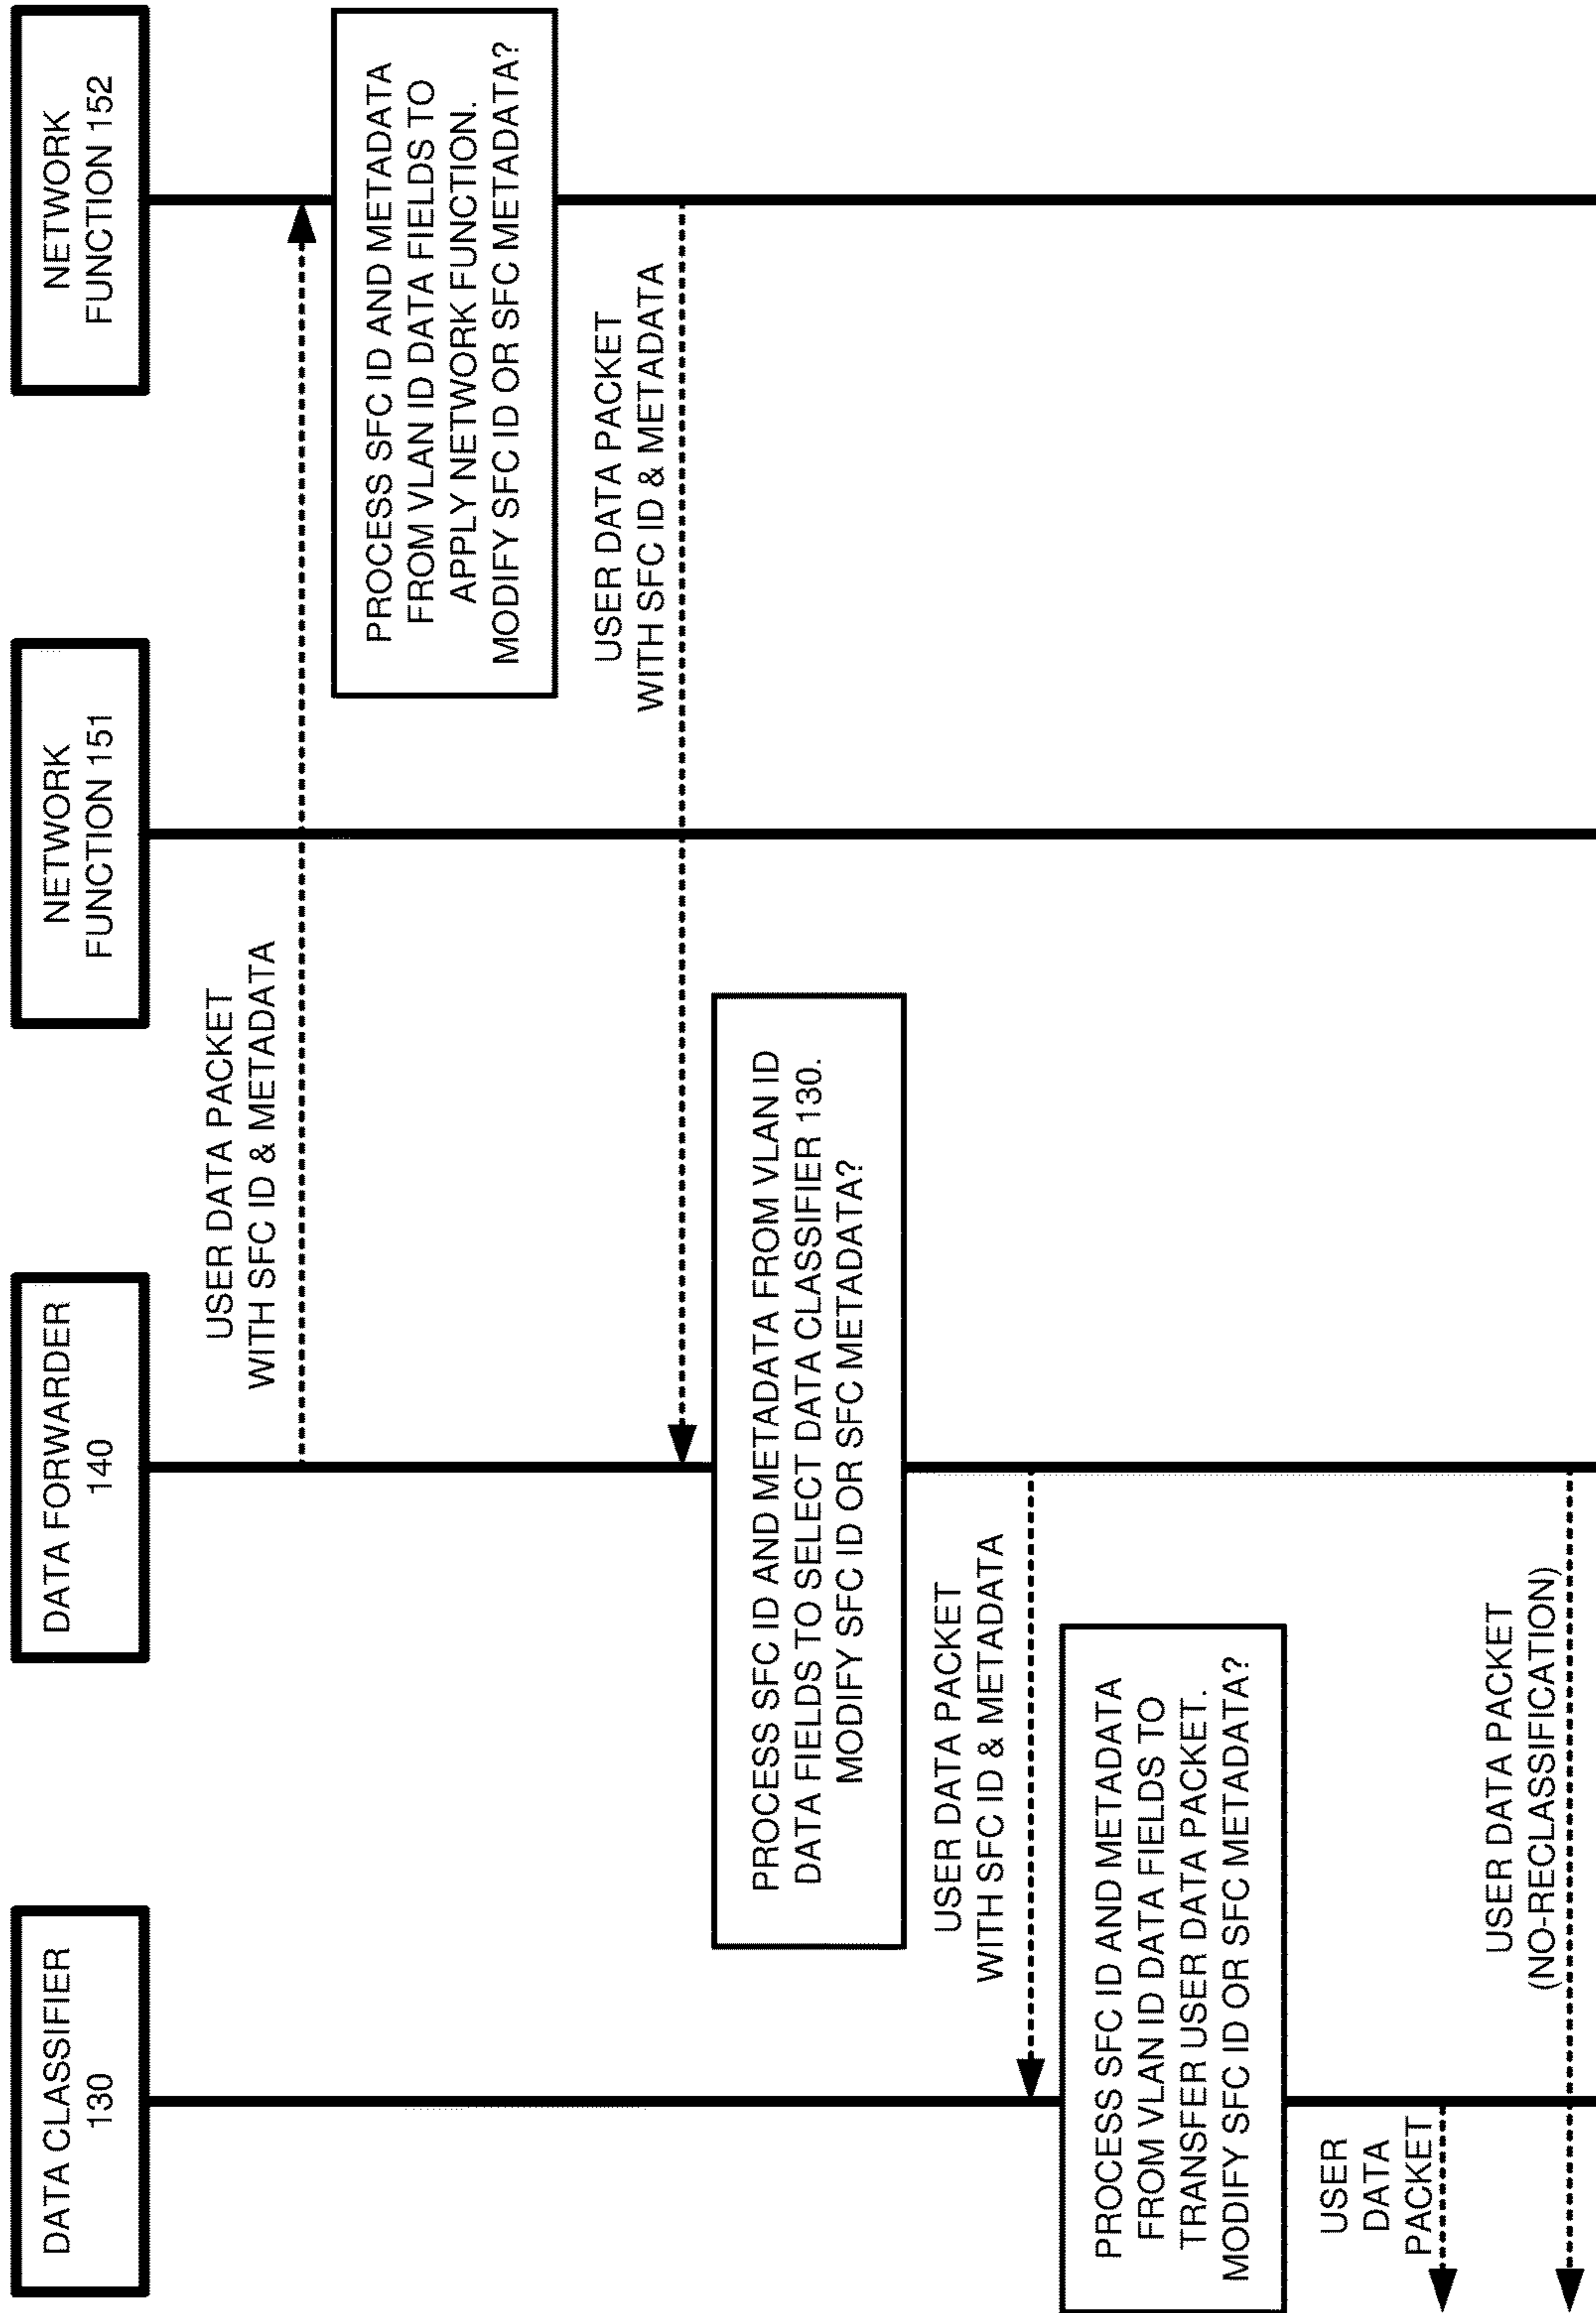 DATA CLASSIFIER
130
DATA FORWARDER
140
NETWORK
FUNCTION 151
NETWORK
FUNCTION 152
USER DATA PACKET
WITH SFC ID & METADATA
PROCESS SFC ID AND METADATA
FROM VLAN ID DATA FIELDS TO
APPLY NETWORK FUNCTION.
MODIFY SFC ID OR SFC METADATA?
USER DATA PACKET
WITH SFC ID & METADATA
PROCESS SFC ID AND METADATA FROM VLAN ID
DATA FIELDS TO SELECT DATA CLASSIFIER 130.
MODIFY SFC ID OR SFC METADATA?
USER DATA PACKET
WITH SFC ID & METADATA
PROCESS SFC ID AND METADATA
FROM VLAN ID DATA FIELDS TO
TRANSFER USER DATA PACKET.
MODIFY SFC ID OR SFC METADATA?
USER
DATA
PACKET
USER DATA PACKET
(NO-RECLASSIFICATION)